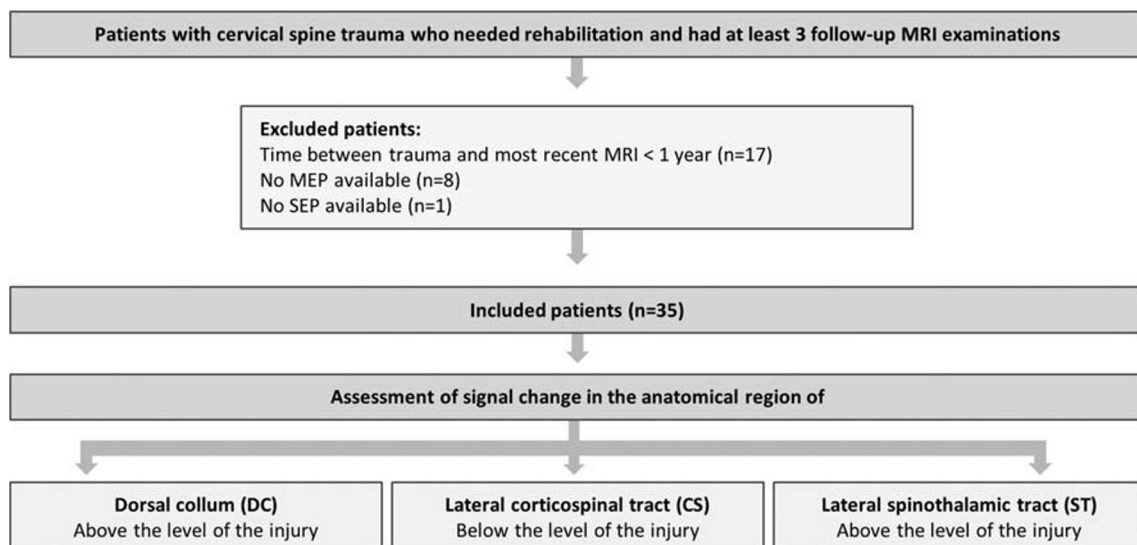 Patients with cervical spine trauma who needed rehabilitation and had at least 3 follow-up MRI examinations
Excluded patients:
Time between trauma and most recent MRI < 1 year (n=17)
No MEP available (n=8)
No SEP available (n=1)
Included patients (n=35)
Assessment of signal change in the anatomical region of
Dorsal collum (DC)
Above the level of the injury
Lateral corticospinal tract (CS)
Below the level of the injury
Lateral spinothalamic tract (ST)
Above the level of the injury